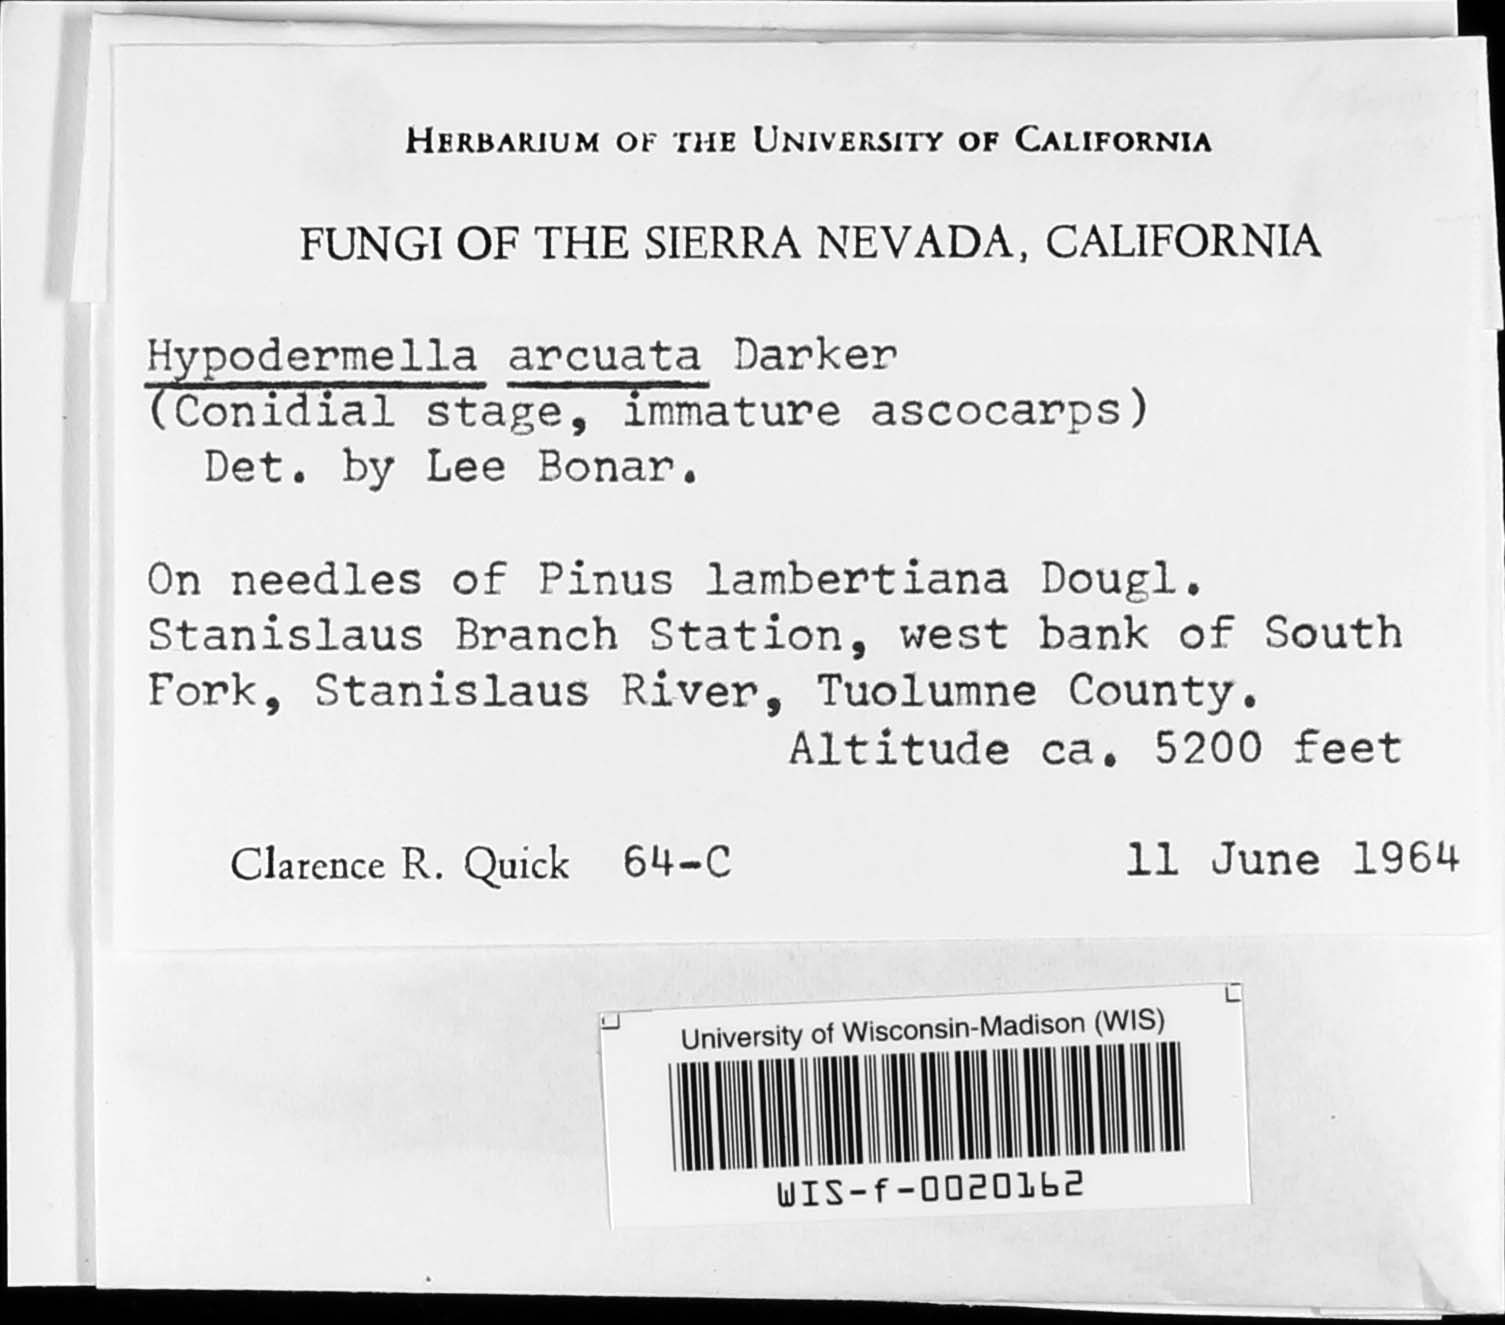 HERBARIUM OF THE UNIVERSITY OF CALIFORNIA
FUNGI OF THE SIERRA NEVADA, CALIFORNIA
Hypodermella arcuata Darker
(Conidial stage, immature ascocarps)
Det. by Lee Bonar.
On needles of Pinus lambertiana Dougl.
Stanislaus Branch Station, west bank of South
Fork, Stanislaus River, Tuolumne County.
Altitude ca. 5200 feet
Clarence R. Quick 64-C 11 June 1964
University of Wisconsin-Madison (WIS)
WIS-f-0020162